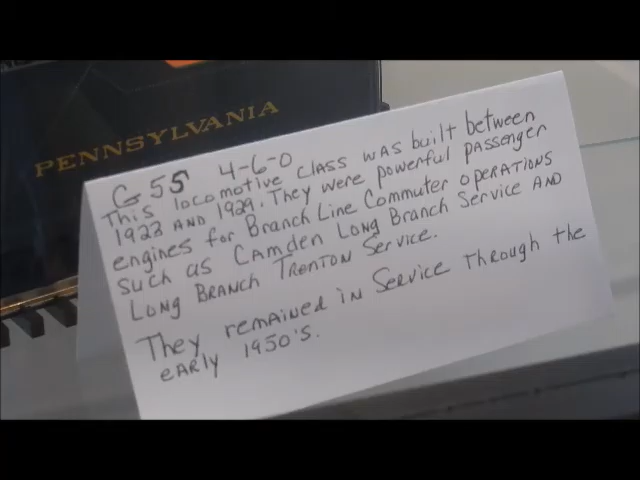 PENNSYLVANIA
G5S 4-6-0
This locomotive class was built between
1923 AND 1929. They were powerful passenger
engines for Branch Line Commuter operations
such as Camden Long Branch Service AND
Long Branch Trenton Service.
They remained in Service through the
early 1950's.